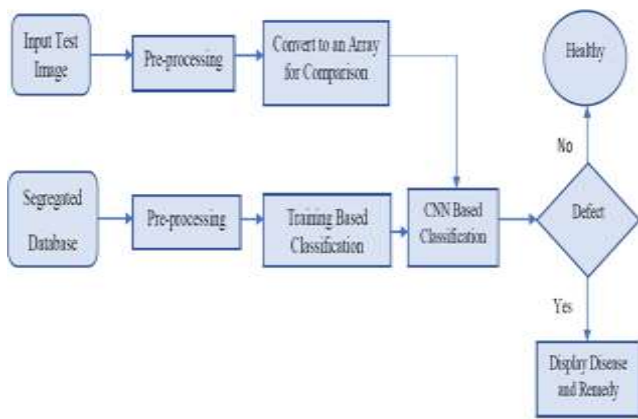 Input Test
Image
Pre-processing
Convert to an Array
for Comparison
Healthy
No
Segregated
Database
Pre-processing
Training Based
Classification
CNN Based
Classification
Defect
Yes
Display Disease
and Remedy